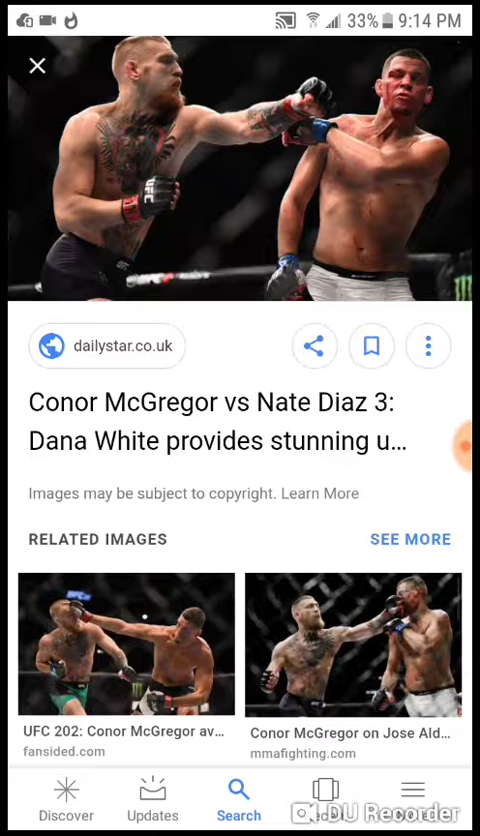 33% 9:14 PM
UFC
dailystar.co.uk
Conor McGregor vs Nate Diaz 3:
Dana White provides stunning u...
Images may be subject to copyright. Learn More
RELATED IMAGES
SEE MORE
UFC 202: Conor McGregor av...
fansided.com
Conor McGregor on Jose Ald...
mmafighting.com
Discover
Updates
Search
DU Recorder